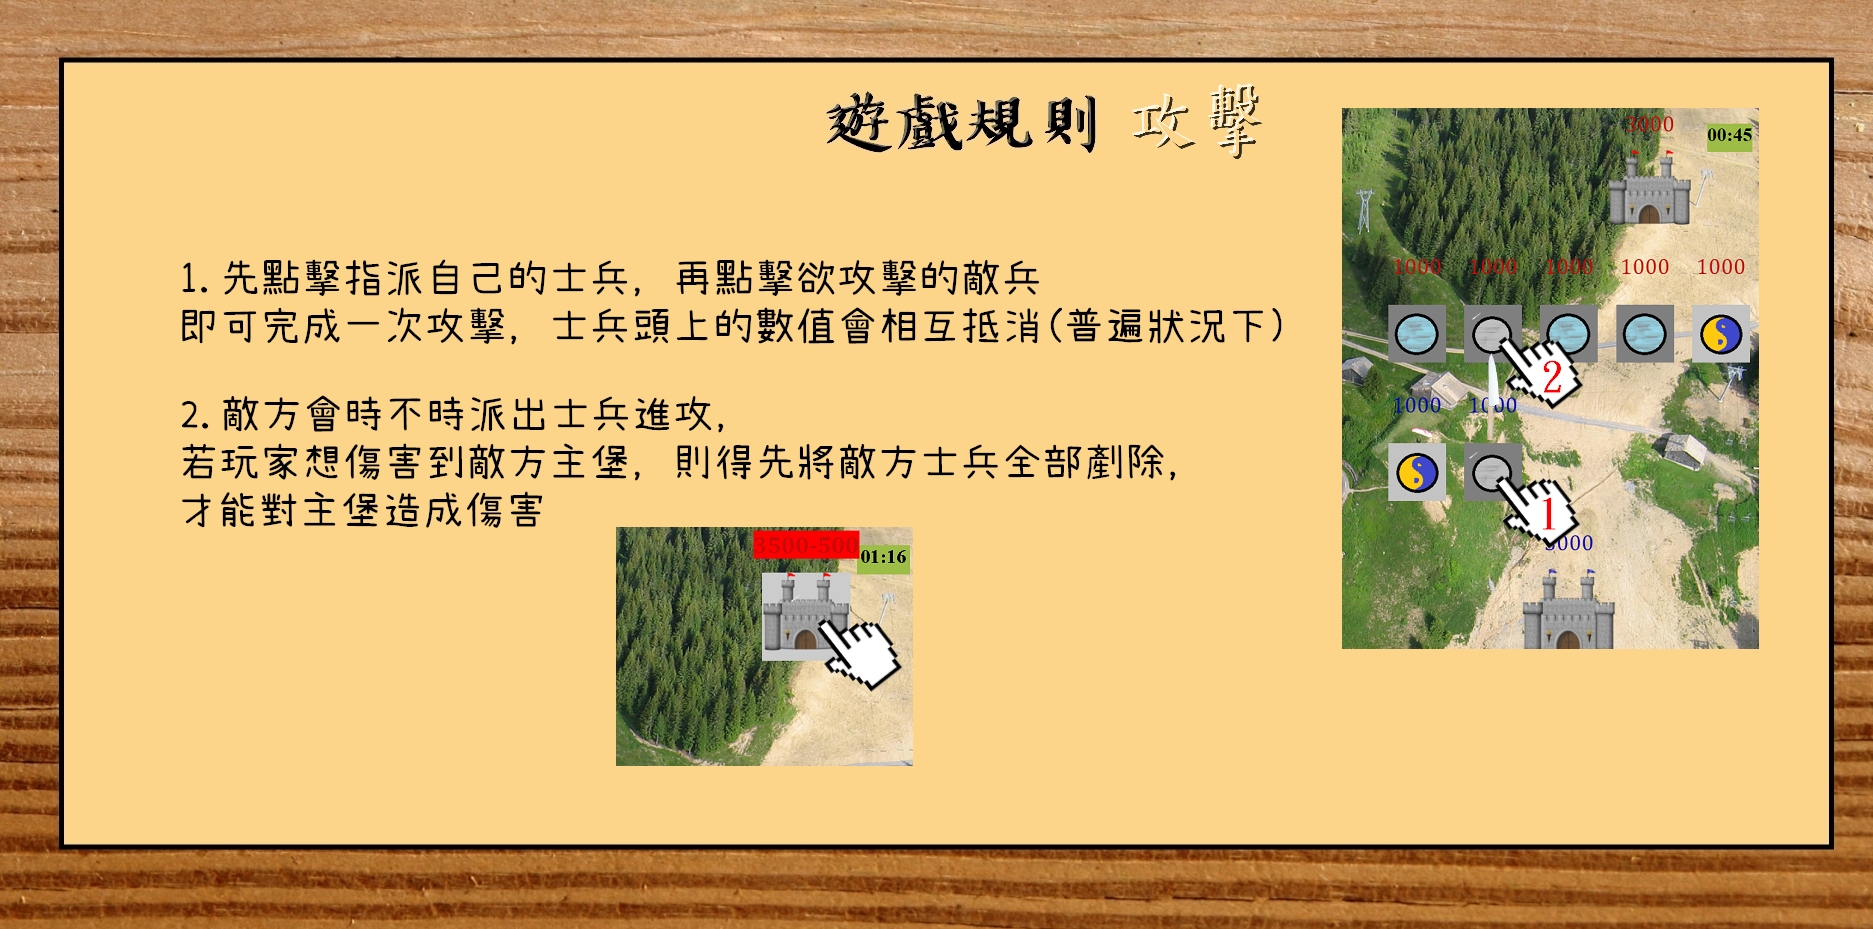 遊戲規則 攻擊
1.先點擊指派自己的士兵, 再點擊欲攻擊的敵兵
即可完成一次攻擊, 士兵頭上的數值會相互抵消(普遍狀況下)
2.敵方會時不時派出士兵進攻,
若玩家想傷害到敵方主堡, 則得先將敵方士兵全部剷除,
才能對主堡造成傷害
3500-500
01:16
3000
00:45
1000 1000 1000 1000 1000
2
1000 1000
1